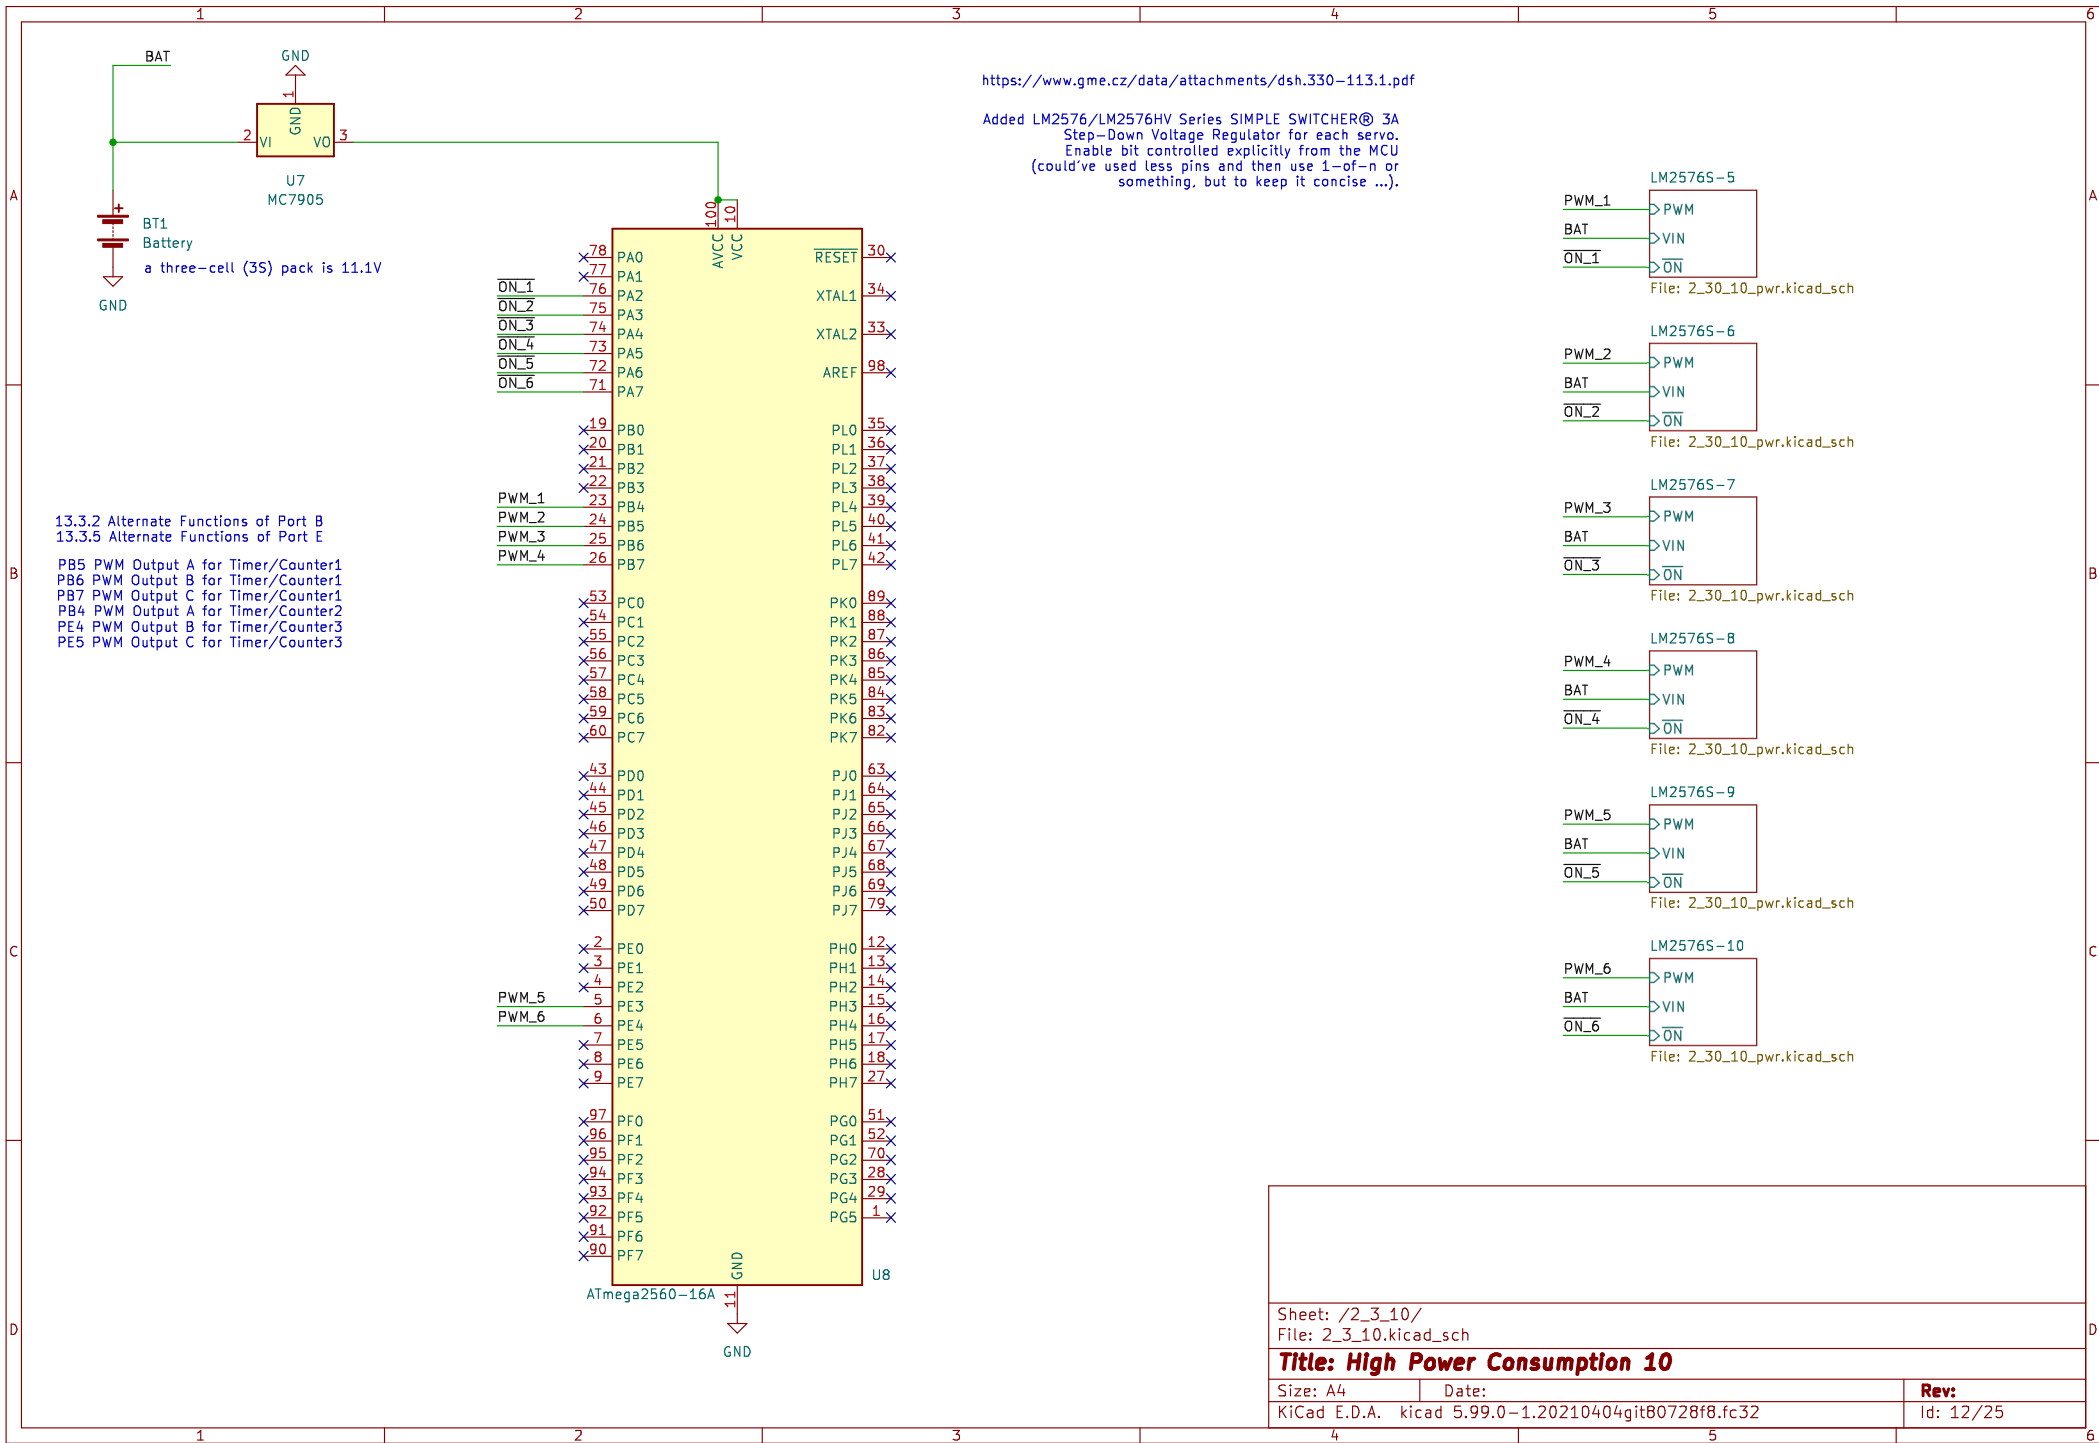 1 2 3 4 5 6
BAT
GND
1
GND
2 VI VO 3
U7
MC7905
BT1
Battery
a three-cell (3S) pack is 11.1V
GND
https://www.gme.cz/data/attachments/dsh.330-113.1.pdf
Added LM2576/LM2576HV Series SIMPLE SWITCHER® 3A
Step-Down Voltage Regulator for each servo.
Enable bit controlled explicitly from the MCU
(could've used less pins and then use 1-of-n or
something, but to keep it concise ...).
13.3.2 Alternate Functions of Port B
13.3.5 Alternate Functions of Port E
PB5 PWM Output A for Timer/Counter1
PB6 PWM Output B for Timer/Counter1
PB7 PWM Output C for Timer/Counter1
PB4 PWM Output A for Timer/Counter2
PE4 PWM Output B for Timer/Counter3
PE5 PWM Output C for Timer/Counter3
100 10
AVCC VCC
78 PA0
77 PA1
ON_1 76 PA2
ON_2 75 PA3
ON_3 74 PA4
ON_4 73 PA5
ON_5 72 PA6
ON_6 71 PA7
19 PB0
20 PB1
21 PB2
22 PB3
PWM_1 23 PB4
PWM_2 24 PB5
PWM_3 25 PB6
PWM_4 26 PB7
53 PC0
54 PC1
55 PC2
56 PC3
57 PC4
58 PC5
59 PC6
60 PC7
43 PD0
44 PD1
45 PD2
46 PD3
47 PD4
48 PD5
49 PD6
50 PD7
2 PE0
3 PE1
4 PE2
PWM_5 5 PE3
PWM_6 6 PE4
7 PE5
8 PE6
9 PE7
97 PF0
96 PF1
95 PF2
94 PF3
93 PF4
92 PF5
91 PF6
90 PF7
RESET 30
XTAL1 34
XTAL2 33
AREF 98
PL0 35
PL1 36
PL2 37
PL3 38
PL4 39
PL5 40
PL6 41
PL7 42
PK0 89
PK1 88
PK2 87
PK3 86
PK4 85
PK5 84
PK6 83
PK7 82
PJ0 63
PJ1 64
PJ2 65
PJ3 66
PJ4 67
PJ5 68
PJ6 69
PJ7 79
PH0 12
PH1 13
PH2 14
PH3 15
PH4 16
PH5 17
PH6 18
PH7 27
PG0 51
PG1 52
PG2 70
PG3 28
PG4 29
PG5 1
GND
U8
ATmega2560-16A
11
GND
LM2576S-5
PWM_1 PWM
BAT VIN
ON_1 ON
File: 2_30_10_pwr.kicad_sch
LM2576S-6
PWM_2 PWM
BAT VIN
ON_2 ON
File: 2_30_10_pwr.kicad_sch
LM2576S-7
PWM_3 PWM
BAT VIN
ON_3 ON
File: 2_30_10_pwr.kicad_sch
LM2576S-8
PWM_4 PWM
BAT VIN
ON_4 ON
File: 2_30_10_pwr.kicad_sch
LM2576S-9
PWM_5 PWM
BAT VIN
ON_5 ON
File: 2_30_10_pwr.kicad_sch
LM2576S-10
PWM_6 PWM
BAT VIN
ON_6 ON
File: 2_30_10_pwr.kicad_sch
A A
B B
C C
D D
Sheet: /2_3_10/
File: 2_3_10.kicad_sch
Title: High Power Consumption 10
Size: A4 Date: Rev:
KiCad E.D.A. kicad 5.99.0-1.20210404git80728f8.fc32 Id: 12/25
1 2 3 4 5 6